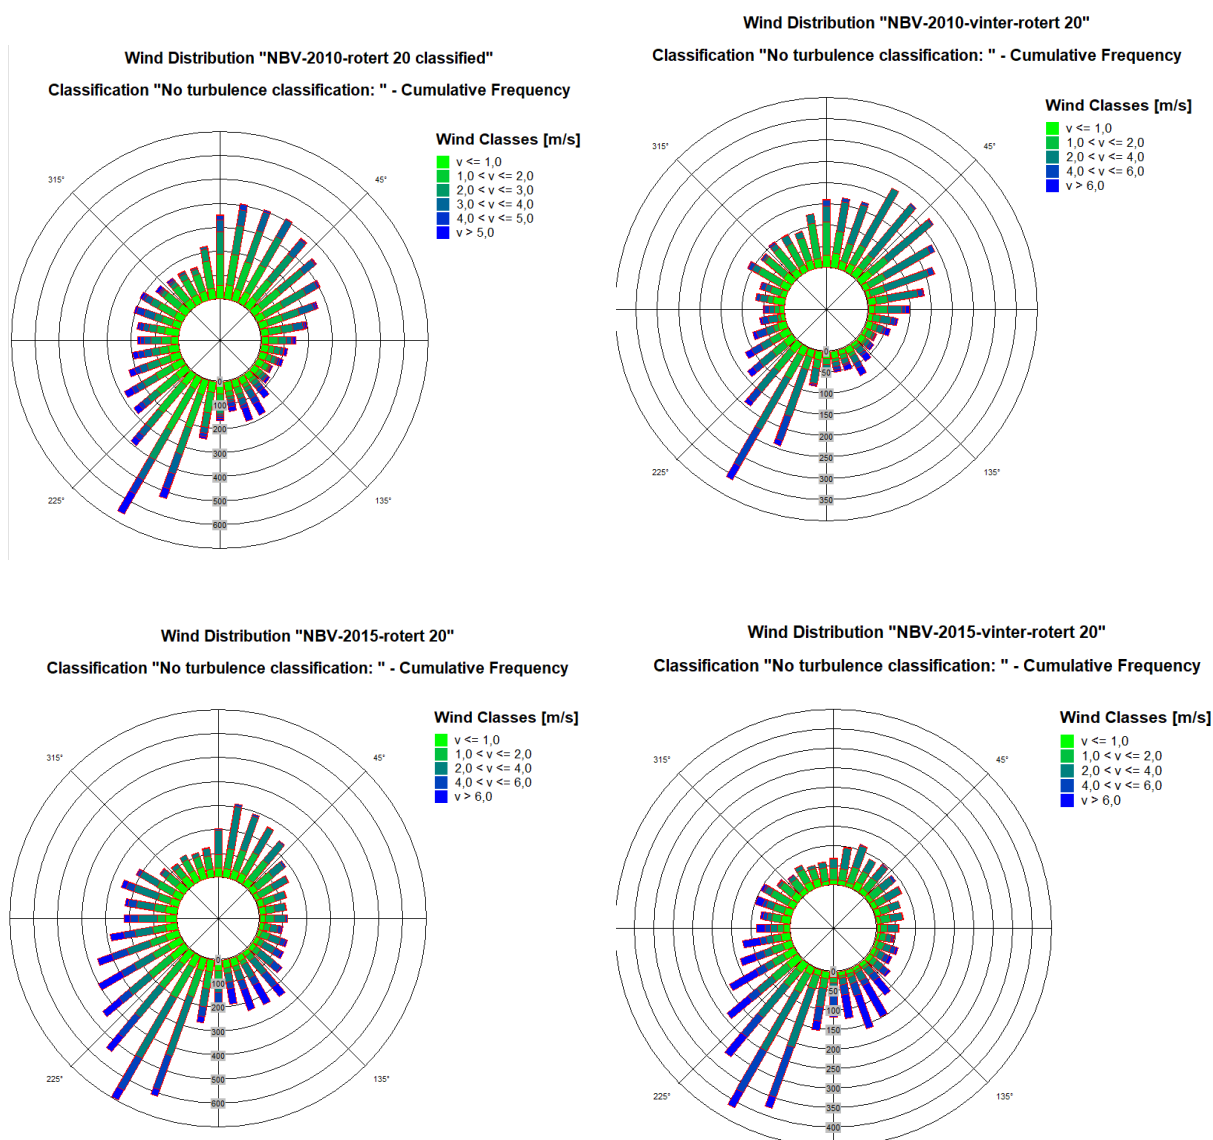 Wind Distribution "NBV-2010-rotert 20 classified"
Classification "No turbulence classification: " - Cumulative Frequency
Wind Classes [m/s]
v <= 1,0
1,0 < v <= 2,0
2,0 < v <= 3,0
3,0 < v <= 4,0
4,0 < v <= 5,0
v > 5,0
315°
45°
225°
135°
0
100
200
300
400
500
600
Wind Distribution "NBV-2010-vinter-rotert 20"
Classification "No turbulence classification: " - Cumulative Frequency
Wind Classes [m/s]
v <= 1,0
1,0 < v <= 2,0
2,0 < v <= 4,0
4,0 < v <= 6,0
v > 6,0
315°
45°
225°
135°
0
50
100
150
200
250
300
350
Wind Distribution "NBV-2015-rotert 20"
Classification "No turbulence classification: " - Cumulative Frequency
Wind Classes [m/s]
v <= 1,0
1,0 < v <= 2,0
2,0 < v <= 4,0
4,0 < v <= 6,0
v > 6,0
315°
45°
225°
135°
0
100
200
300
400
500
600
Wind Distribution "NBV-2015-vinter-rotert 20"
Classification "No turbulence classification: " - Cumulative Frequency
Wind Classes [m/s]
v <= 1,0
1,0 < v <= 2,0
2,0 < v <= 4,0
4,0 < v <= 6,0
v > 6,0
315°
45°
225°
135°
0
50
100
150
200
250
300
350
400